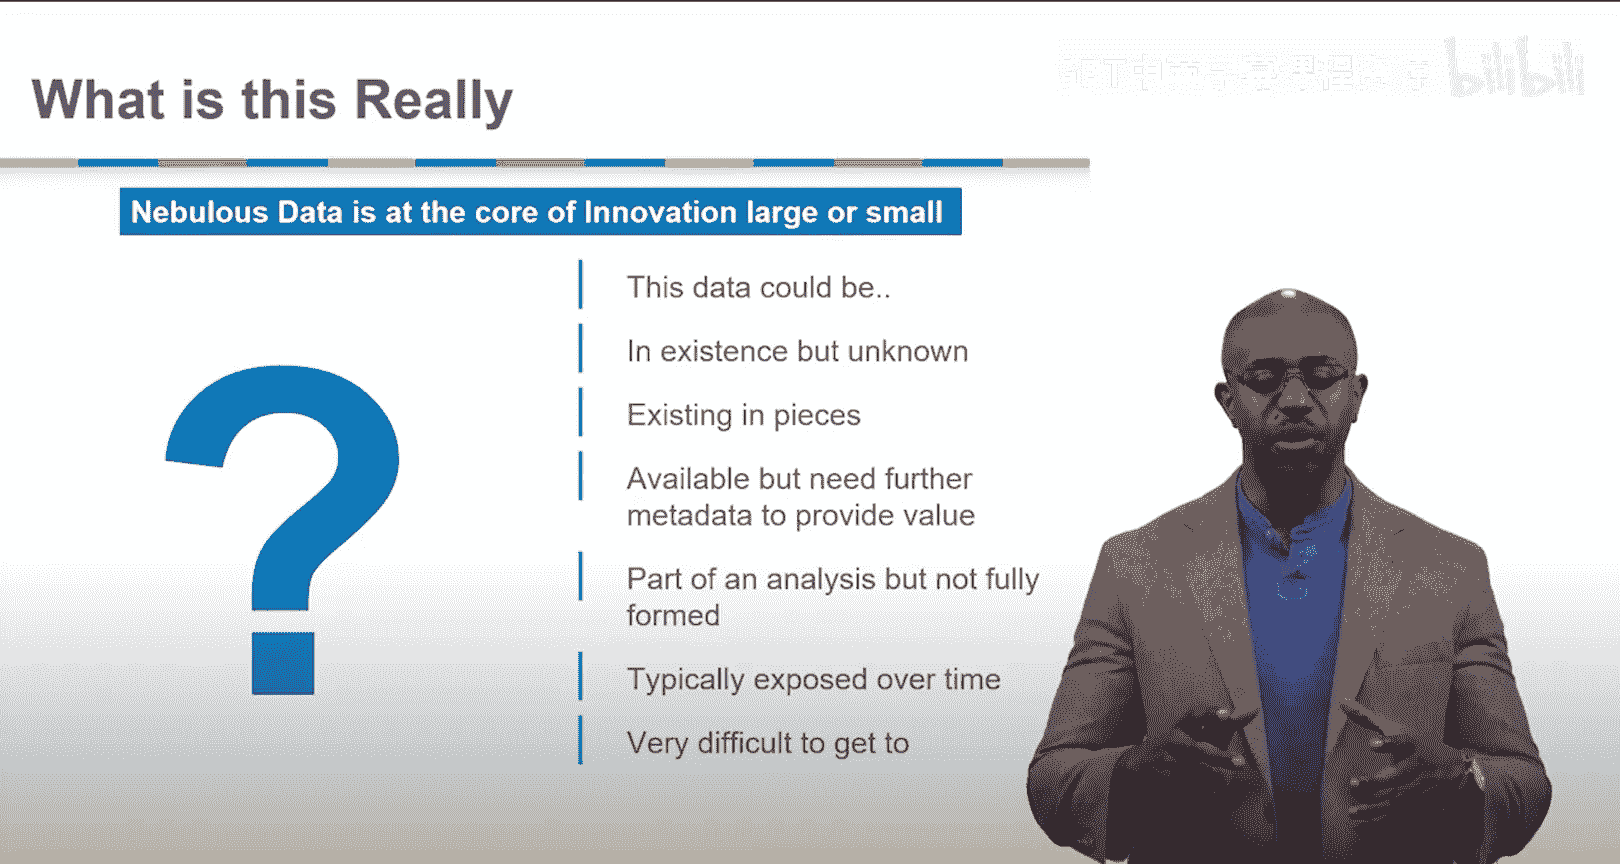 What is this Really
Nebulous Data is at the core of Innovation large or small
This data could be..
In existence but unknown
Existing in pieces
Available but need further
metadata to provide value
Part of an analysis but not fully
formed
Typically exposed over time
Very difficult to get to
bilibili